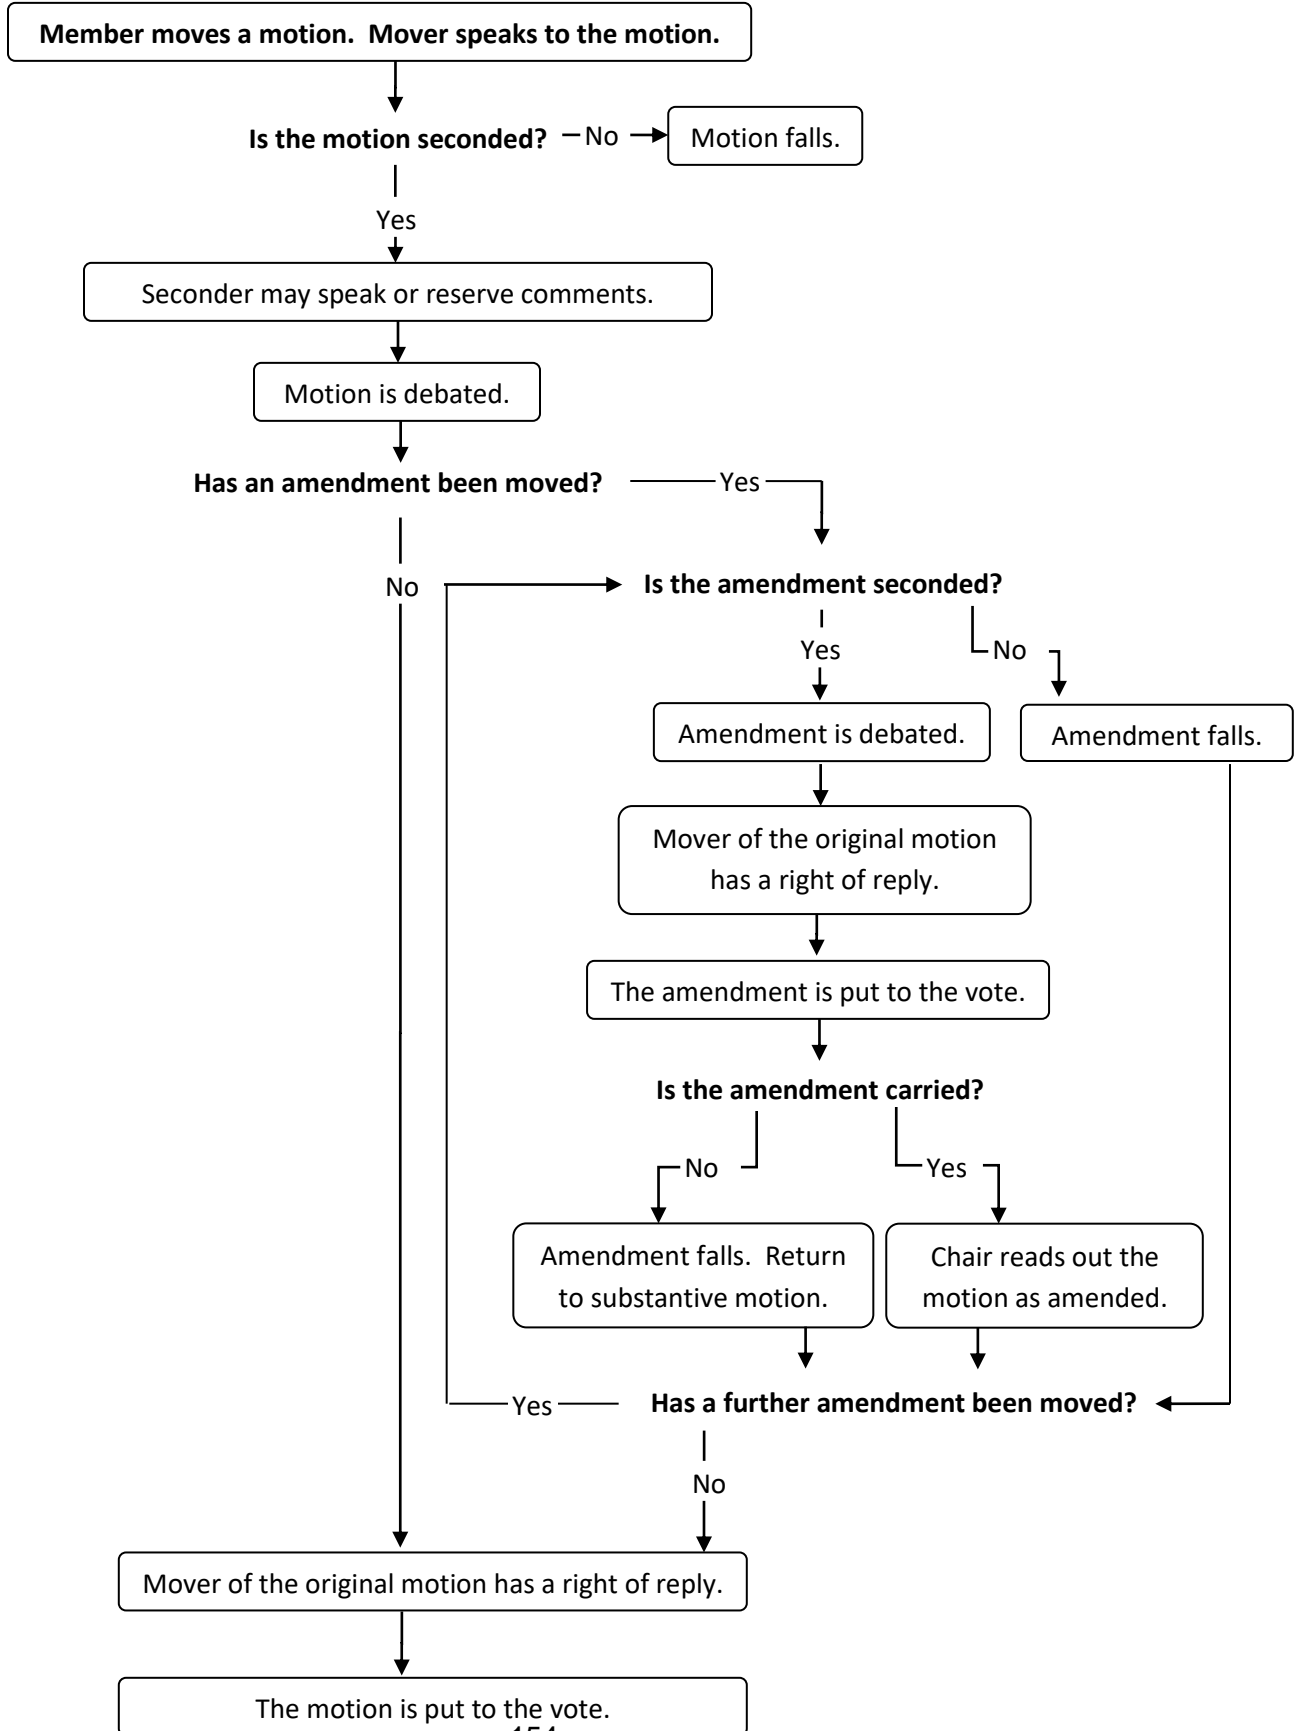 Member moves a motion.  Mover speaks to the motion.
Is the motion seconded?
No
Motion falls.
Yes
Seconder may speak or reserve comments.
Motion is debated.
Has an amendment been moved?
Yes
No
Is the amendment seconded?
Yes
No
Amendment is debated.
Amendment falls.
Mover of the original motion
has a right of reply.
The amendment is put to the vote.
Is the amendment carried?
No
Yes
Amendment falls.  Return
to substantive motion.
Chair reads out the
motion as amended.
Yes
Has a further amendment been moved?
No
Mover of the original motion has a right of reply.
The motion is put to the vote.